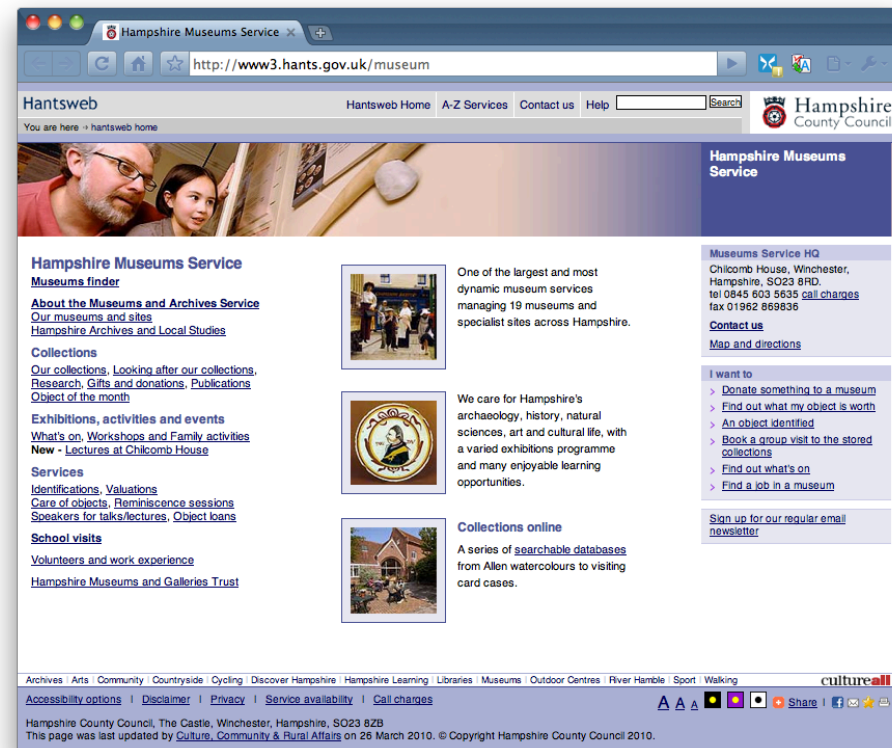 Hampshire Museums Service
http://www3.hants.gov.uk/museum
Hantsweb
Hantsweb Home A-Z Services Contact us Help Search
Hampshire
County Council
You are here → hantsweb home
Hampshire Museums
Service
Hampshire Museums Service
Museums finder
About the Museums and Archives Service
Our museums and sites
Hampshire Archives and Local Studies
Collections
Our collections, Looking after our collections,
Research, Gifts and donations, Publications
Object of the month
Exhibitions, activities and events
What's on, Workshops and Family activities
New - Lectures at Chilcomb House
Services
Identifications, Valuations
Care of objects, Reminiscence sessions
Speakers for talks/lectures, Object loans
School visits
Volunteers and work experience
Hampshire Museums and Galleries Trust
One of the largest and most
dynamic museum services
managing 19 museums and
specialist sites across Hampshire.
We care for Hampshire's
archaeology, history, natural
sciences, art and cultural life, with
a varied exhibitions programme
and many enjoyable learning
opportunities.
Collections online
A series of searchable databases
from Allen watercolours to visiting
card cases.
Museums Service HQ
Chilcomb House, Winchester,
Hampshire, SO23 8RD.
tel 0845 603 5635 call charges
fax 01962 869836
Contact us
Map and directions
I want to
> Donate something to a museum
> Find out what my object is worth
> An object identified
> Book a group visit to the stored
collections
> Find out what's on
> Find a job in a museum
Sign up for our regular email
newsletter
Archives | Arts | Community | Countryside | Cycling | Discover Hampshire | Hampshire Learning | Libraries | Museums | Outdoor Centres | River Hamble | Sport | Walking
cultureall
Accessibility options | Disclaimer | Privacy | Service availability | Call charges
A A A Share
Hampshire County Council, The Castle, Winchester, Hampshire, SO23 8ZB
This page was last updated by Culture, Community & Rural Affairs on 26 March 2010. © Copyright Hampshire County Council 2010.